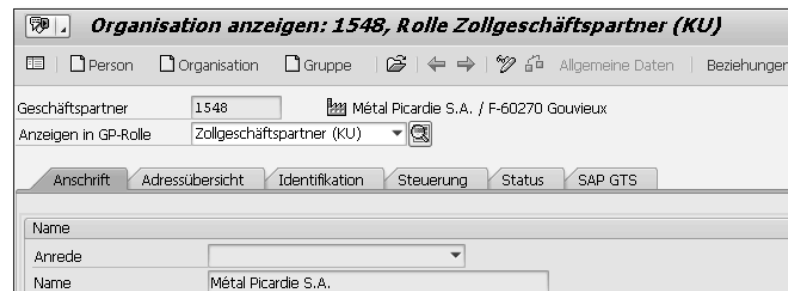 Organisation anzeigen: 1548, Rolle Zollgeschäftspartner (KU)
Person Organisation Gruppe Allgemeine Daten Beziehungen
Geschäftspartner 1548 Métal Picardie S.A. / F-60270 Gouvieux
Anzeigen in GP-Rolle Zollgeschäftspartner (KU)
Anschrift Adressübersicht Identifikation Steuerung Status SAP GTS
Name
Anrede
Name Métal Picardie S.A.